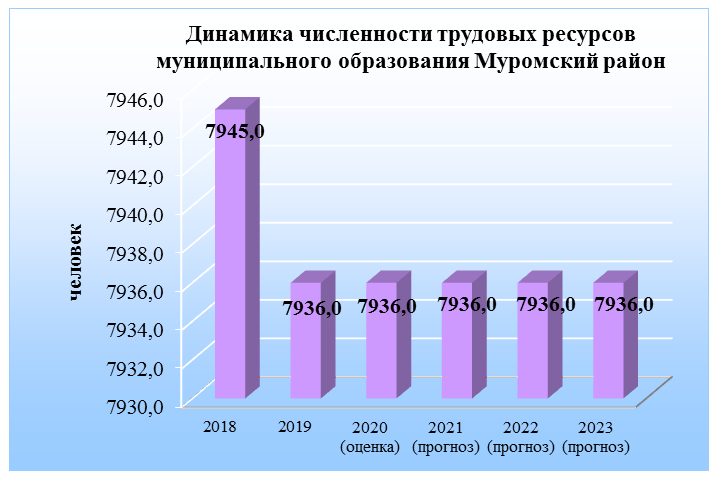 Динамика численности трудовых ресурсов
муниципального образования Муромский район
человек
7946,0
7944,0
7942,0
7940,0
7938,0
7936,0
7934,0
7932,0
7930,0
7945,0
7936,0 7936,0 7936,0 7936,0 7936,0
2018 2019 2020 2021 2022 2023
(оценка) (прогноз) (прогноз) (прогноз)